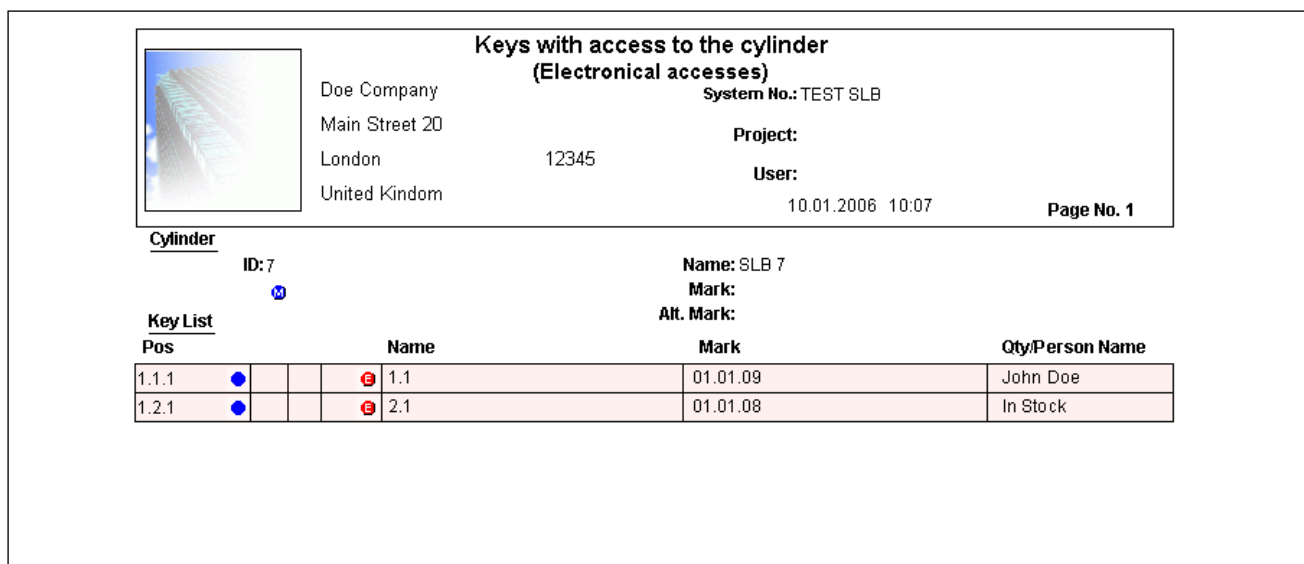 Keys with access to the cylinder
(Electronical accesses)
Doe Company System No.: TEST SLB
Main Street 20
Project:
London 12345
User:
United Kindom
10.01.2006 10:07 Page No. 1
Cylinder
ID: 7 Name: SLB 7
M Mark:
Alt. Mark:
Key List
Pos Name Mark Qty/Person Name
1.1.1 E 1.1 01.01.09 John Doe
1.2.1 E 2.1 01.01.08 In Stock